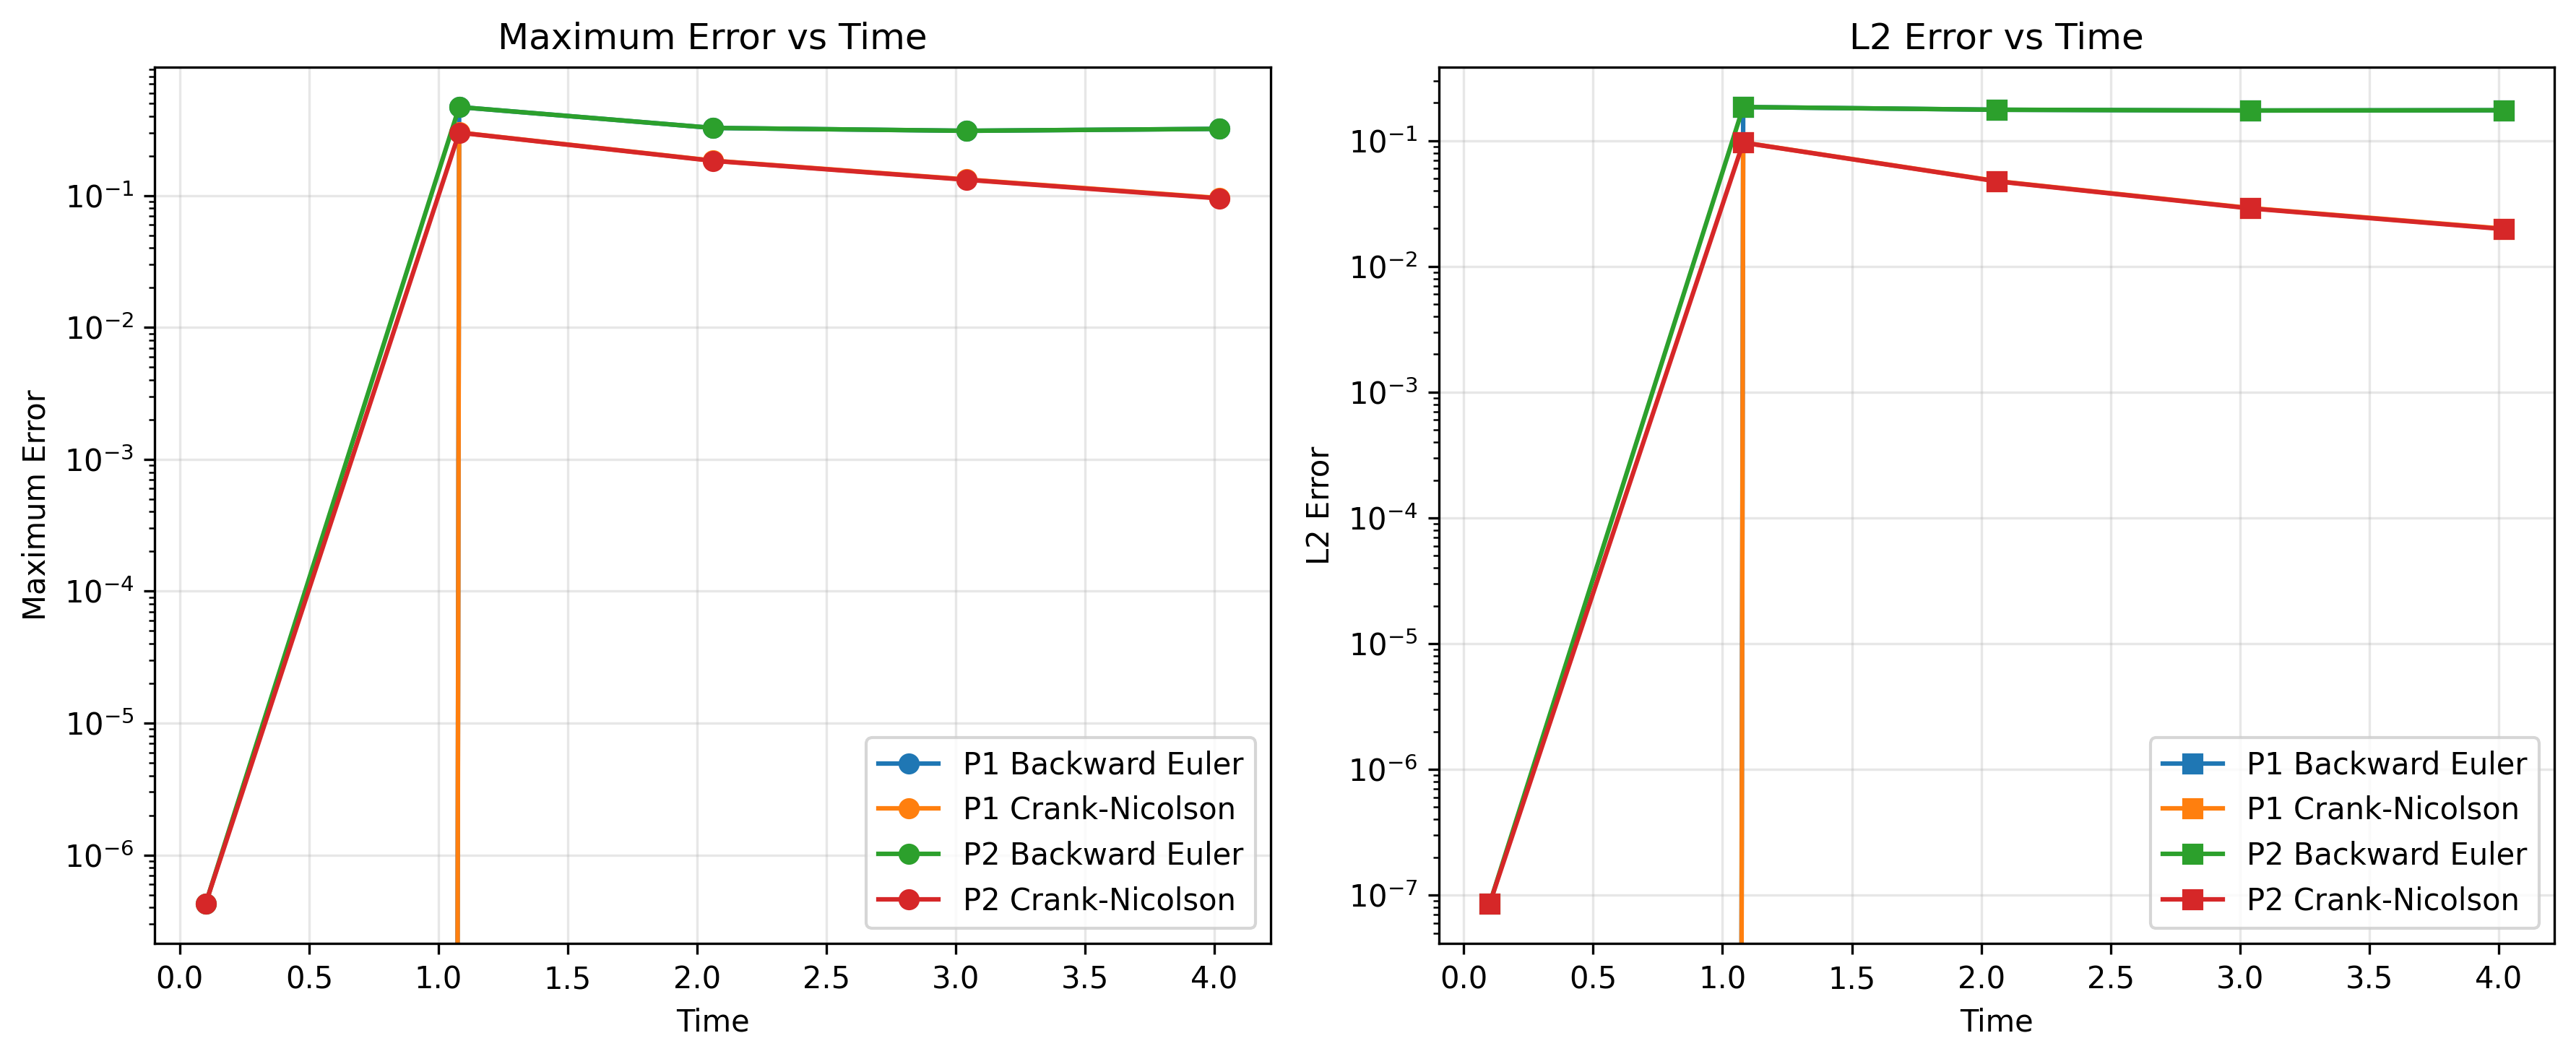 Maximum Error vs Time
Maximum Error
10⁻¹
10⁻²
10⁻³
10⁻⁴
10⁻⁵
10⁻⁶
0.0 0.5 1.0 1.5 2.0 2.5 3.0 3.5 4.0
Time
P1 Backward Euler
P1 Crank-Nicolson
P2 Backward Euler
P2 Crank-Nicolson
L2 Error vs Time
L2 Error
10⁻¹
10⁻²
10⁻³
10⁻⁴
10⁻⁵
10⁻⁶
10⁻⁷
0.0 0.5 1.0 1.5 2.0 2.5 3.0 3.5 4.0
Time
P1 Backward Euler
P1 Crank-Nicolson
P2 Backward Euler
P2 Crank-Nicolson